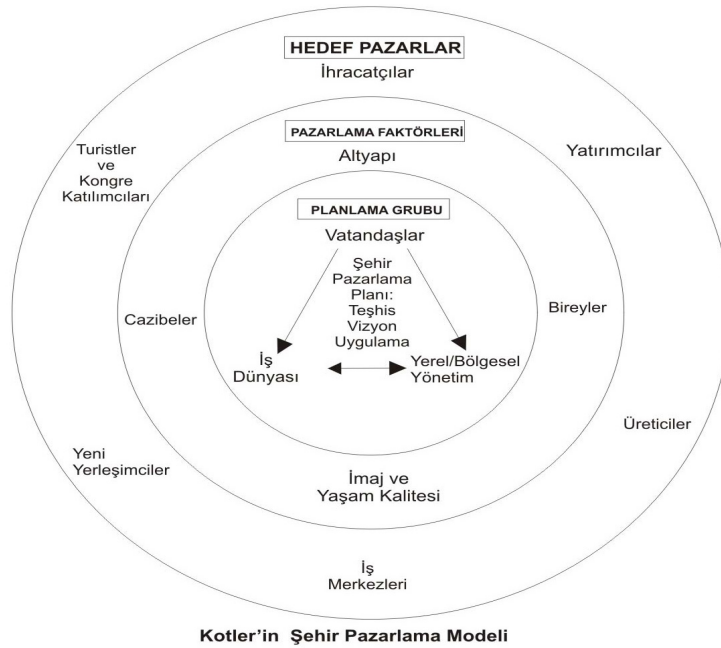 HEDEF PAZARLAR
İhracatçılar
PAZARLAMA FAKTÖRLERİ
Altyapı
Turistler
ve
Kongre
Katılımcıları
Yatırımcılar
PLANLAMA GRUBU
Vatandaşlar
Şehir
Pazarlama
Planı:
Teşhis
Vizyon
Uygulama
Cazibeler
Bireyler
İş
Dünyası
Yerel/Bölgesel
Yönetim
Yeni
Yerleşimciler
Üreticiler
İmaj ve
Yaşam Kalitesi
İş
Merkezleri
Kotler'in Şehir Pazarlama Modeli